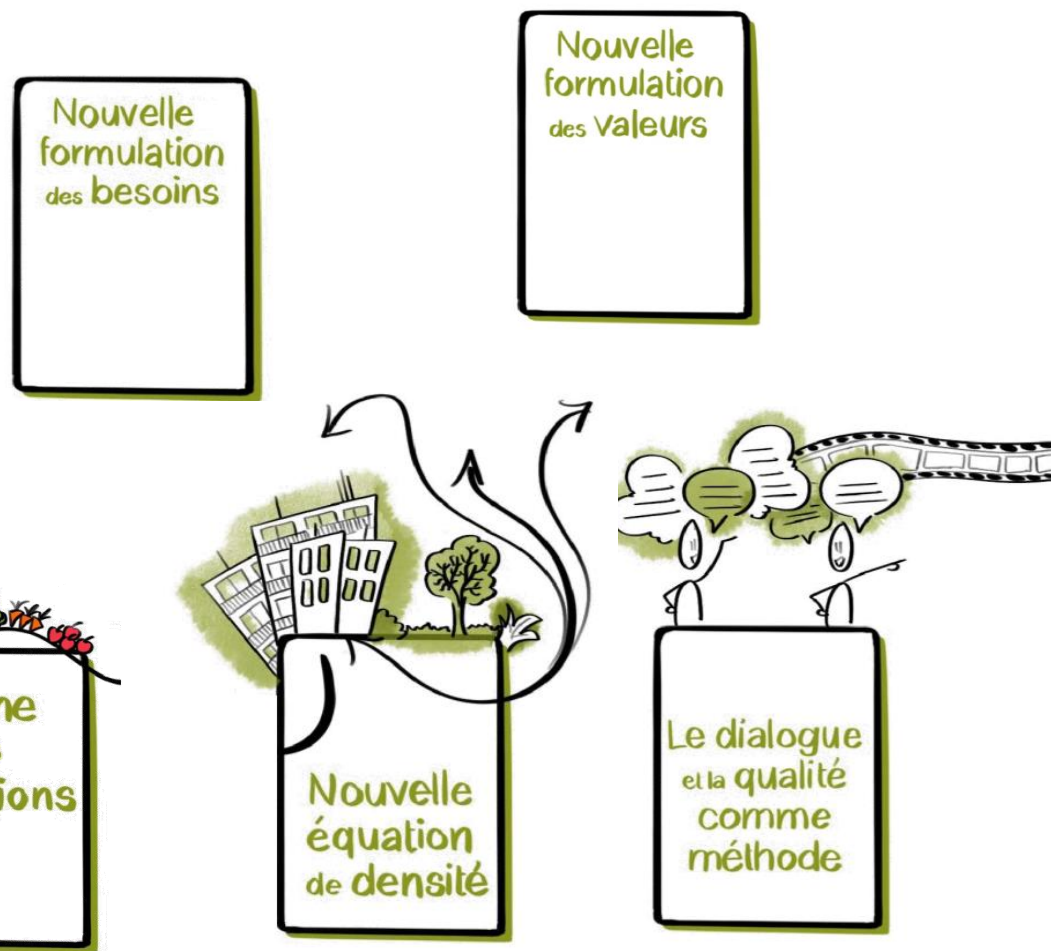 Nouvelle
formulation
des besoins
Nouvelle
formulation
des valeurs
Nouvelle
équation
de densité
Le dialogue
et la qualité
comme
méthode